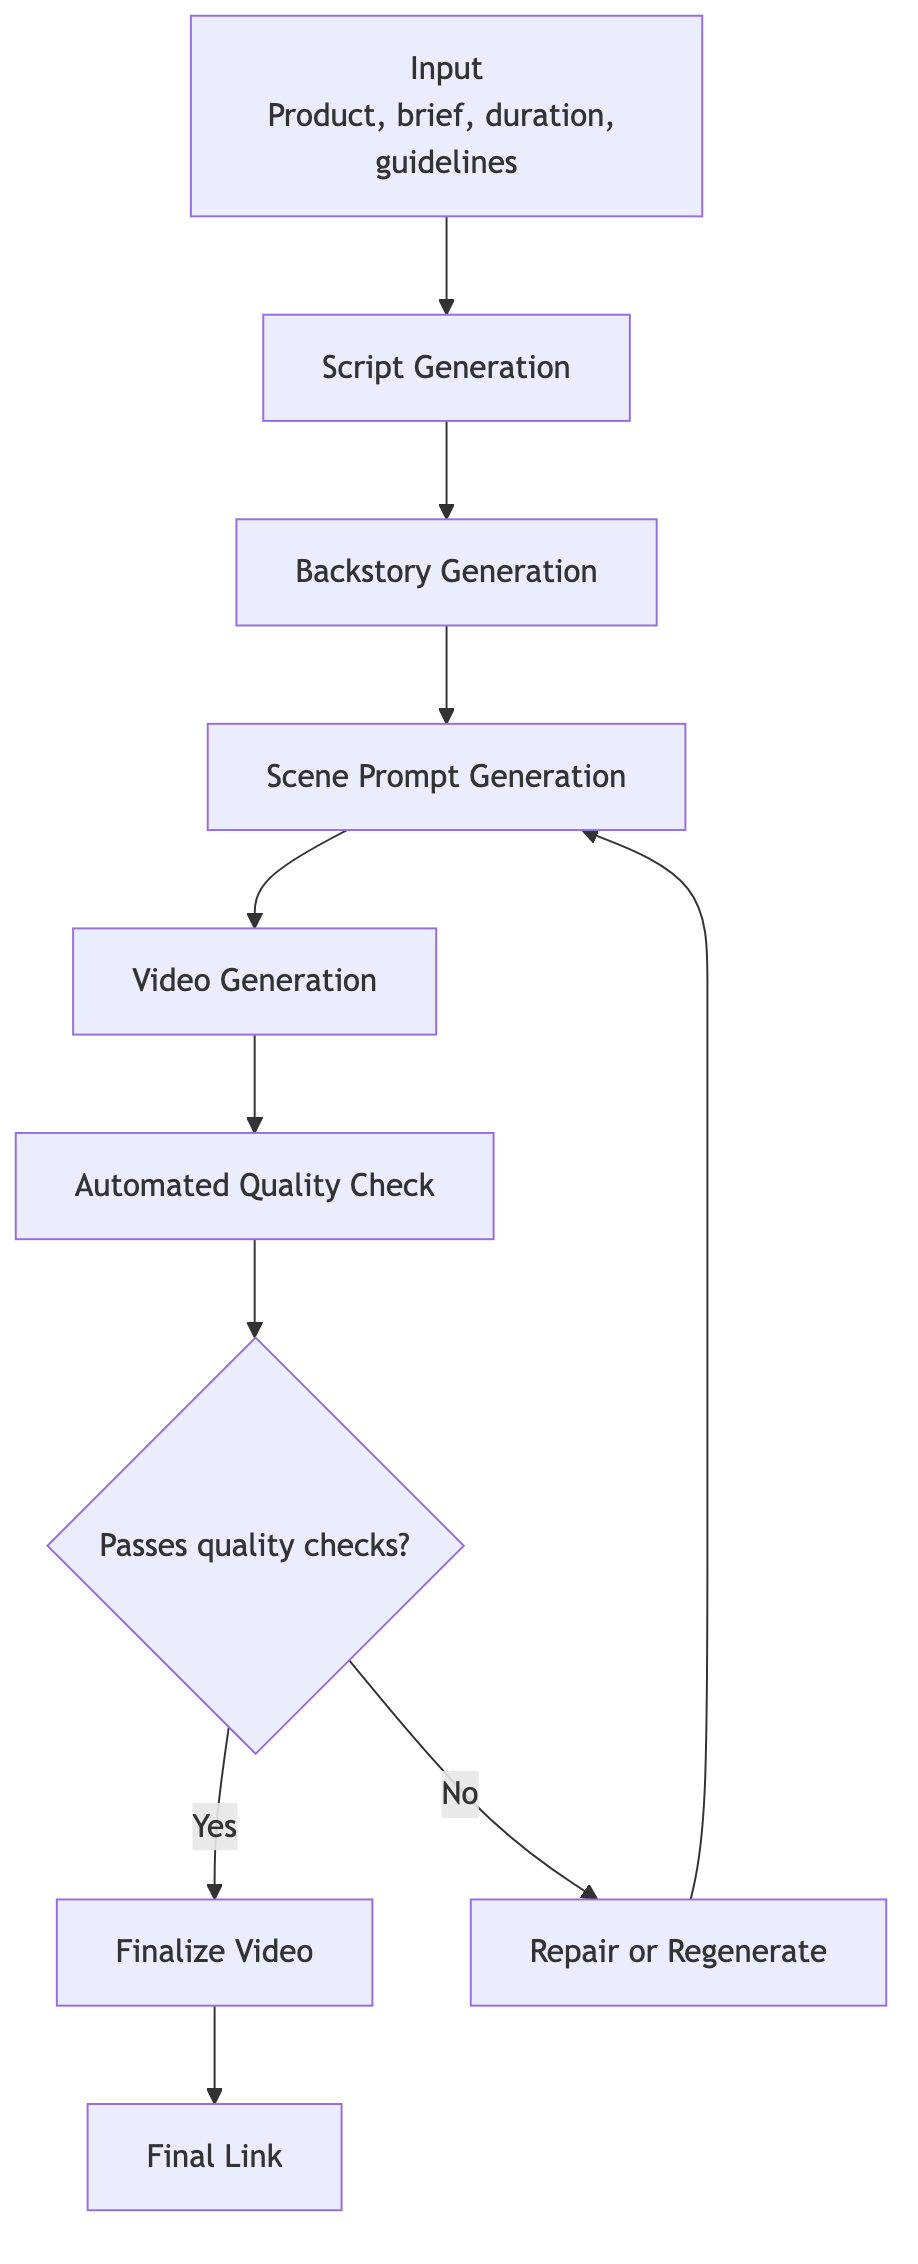 Input
Product, brief, duration,
guidelines
Script Generation
Backstory Generation
Scene Prompt Generation
Video Generation
Automated Quality Check
Passes quality checks?
Yes
No
Finalize Video
Repair or Regenerate
Final Link